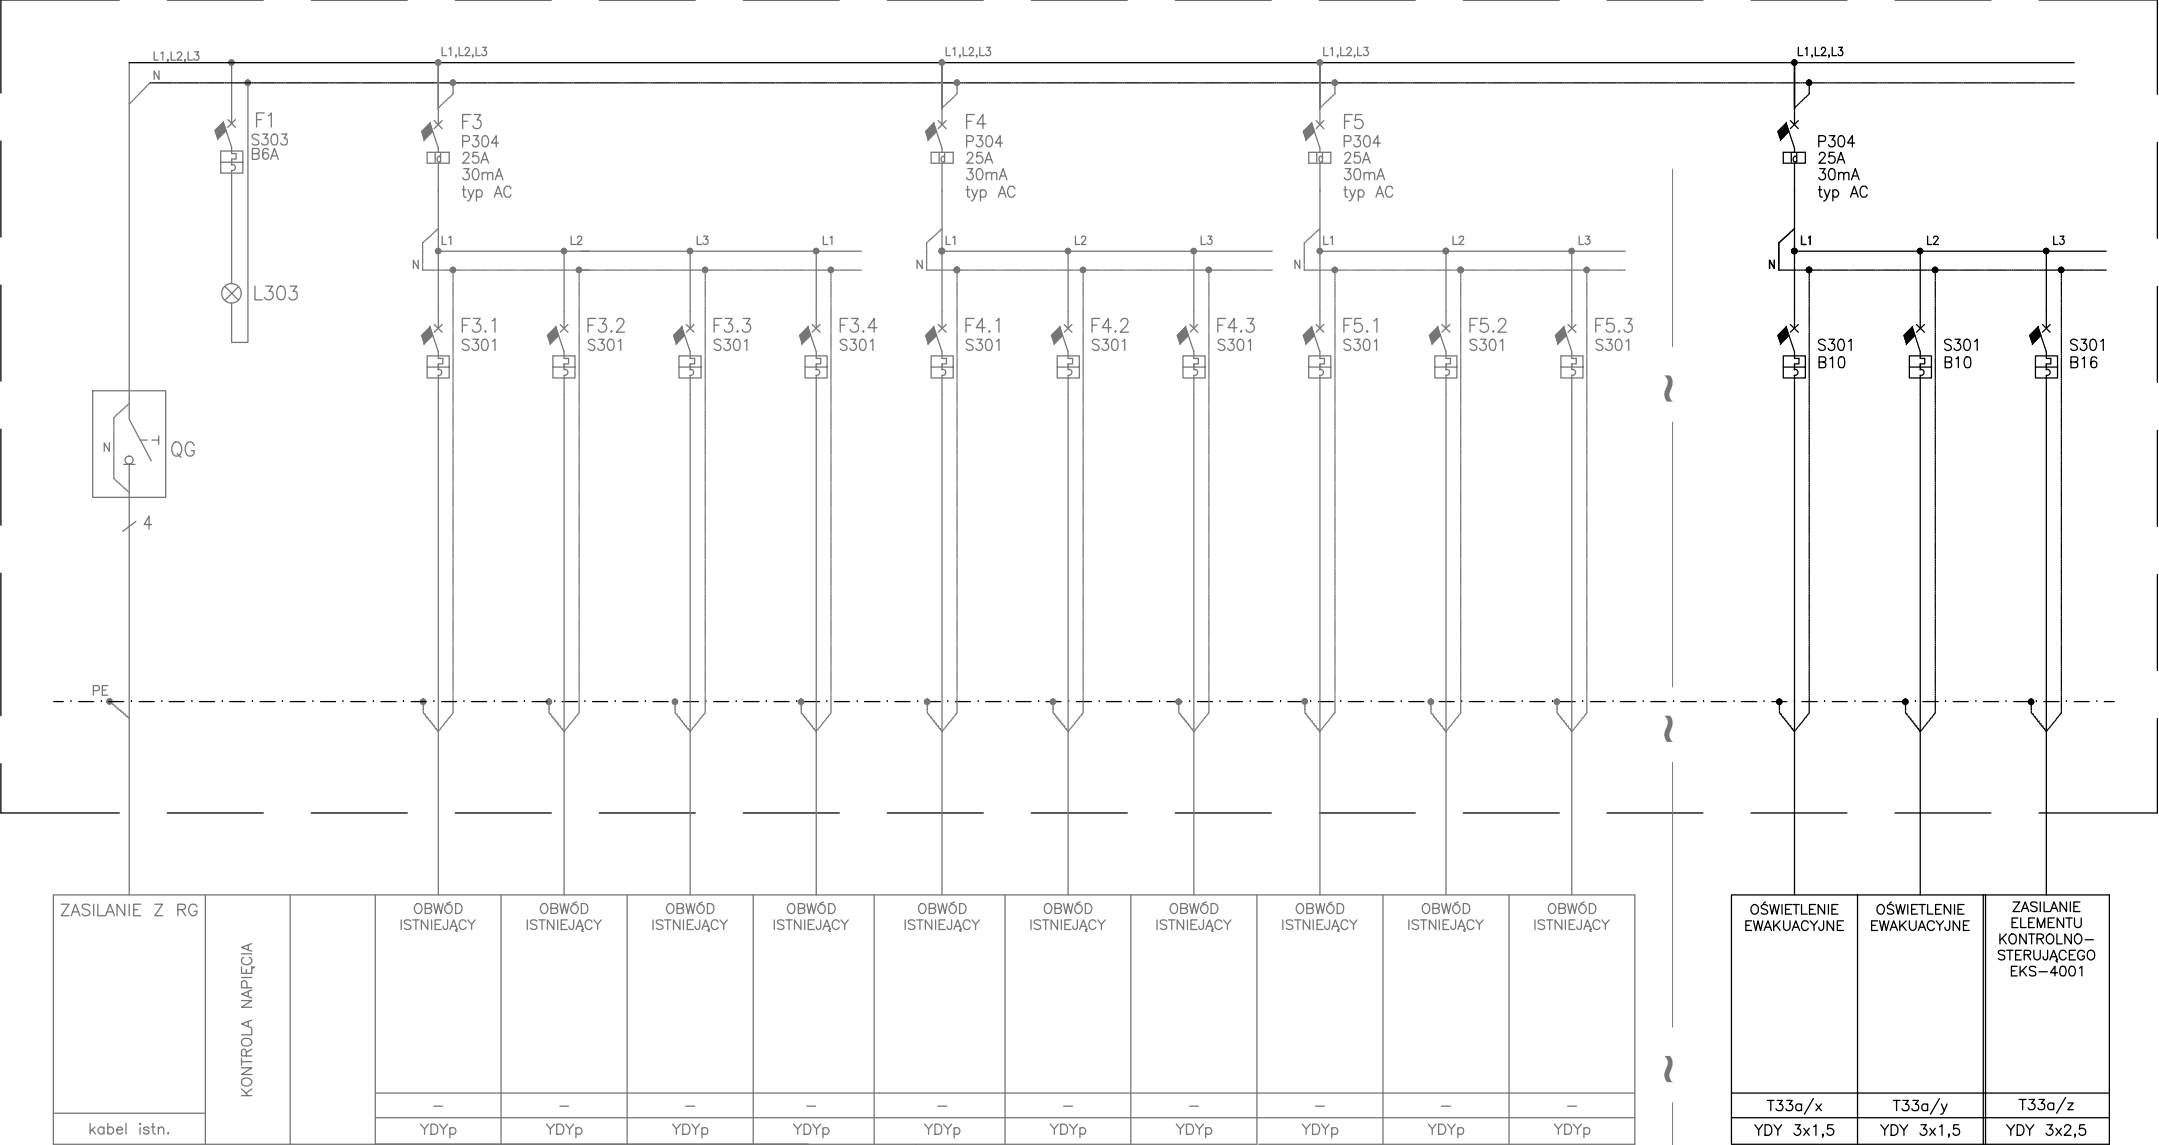 L1,L2,L3
L1,L2,L3
L1,L2,L3
L1,L2,L3
L1,L2,L3
N
F1
S303
B6A
F3
P304
25A
30mA
typ AC
F4
P304
25A
30mA
typ AC
F5
P304
25A
30mA
typ AC
P304
25A
30mA
typ AC
L1
L2
L3
L1
N
L1
L2
L3
N
L1
L2
L3
N
L1
L2
L3
N
L303
F3.1
S301
F3.2
S301
F3.3
S301
F3.4
S301
F4.1
S301
F4.2
S301
F4.3
S301
F5.1
S301
F5.2
S301
F5.3
S301
S301
B10
S301
B10
S301
B16
N
QG
4
PE
ZASILANIE Z RG
kabel istn.
KONTROLA NAPIĘCIA
OBWÓD
ISTNIEJĄCY
–
YDYp
OBWÓD
ISTNIEJĄCY
–
YDYp
OBWÓD
ISTNIEJĄCY
–
YDYp
OBWÓD
ISTNIEJĄCY
–
YDYp
OBWÓD
ISTNIEJĄCY
–
YDYp
OBWÓD
ISTNIEJĄCY
–
YDYp
OBWÓD
ISTNIEJĄCY
–
YDYp
OBWÓD
ISTNIEJĄCY
–
YDYp
OBWÓD
ISTNIEJĄCY
–
YDYp
OBWÓD
ISTNIEJĄCY
–
YDYp
OŚWIETLENIE
EWAKUACYJNE
T33a/x
YDY 3x1,5
OŚWIETLENIE
EWAKUACYJNE
T33a/y
YDY 3x1,5
ZASILANIE
ELEMENTU
KONTROLNO–
STERUJĄCEGO
EKS–4001
T33a/z
YDY 3x2,5